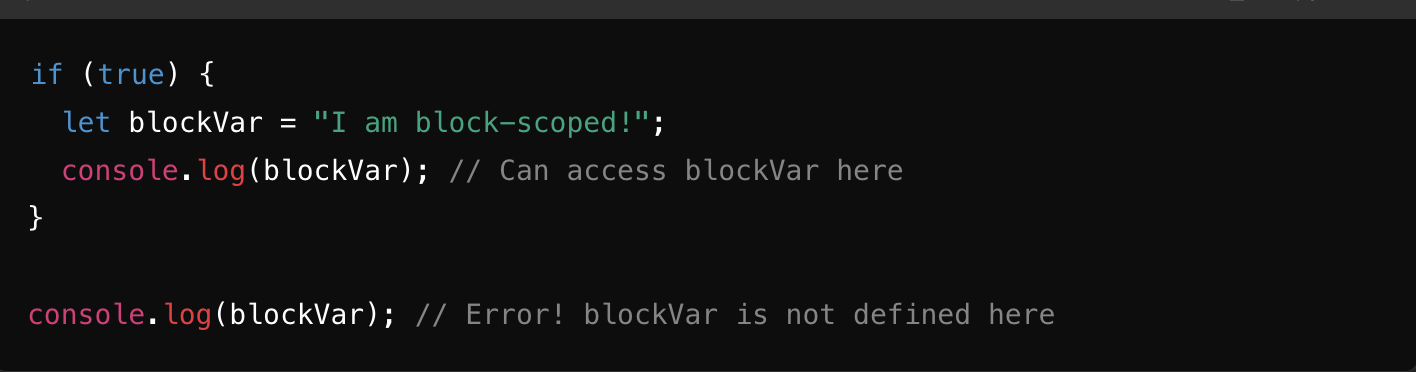 if (true) {
  let blockVar = "I am block-scoped!";
  console.log(blockVar); // Can access blockVar here
}
console.log(blockVar); // Error! blockVar is not defined here